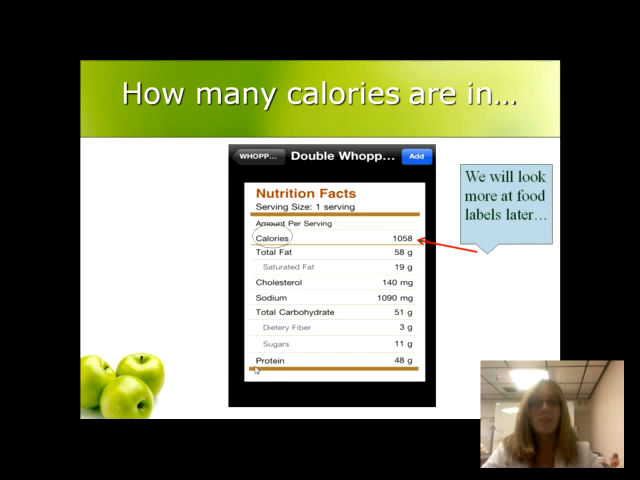 How many calories are in...
WHOPP...
Double Whopp...
Add
We will look
more at food
labels later...
Nutrition Facts
Serving Size: 1 serving
Amount Per Serving
Calories 1058
Total Fat 58 g
Saturated Fat 19 g
Cholesterol 140 mg
Sodium 1090 mg
Total Carbohydrate 51 g
Dietery Fiber 3 g
Sugars 11 g
Protein 48 g